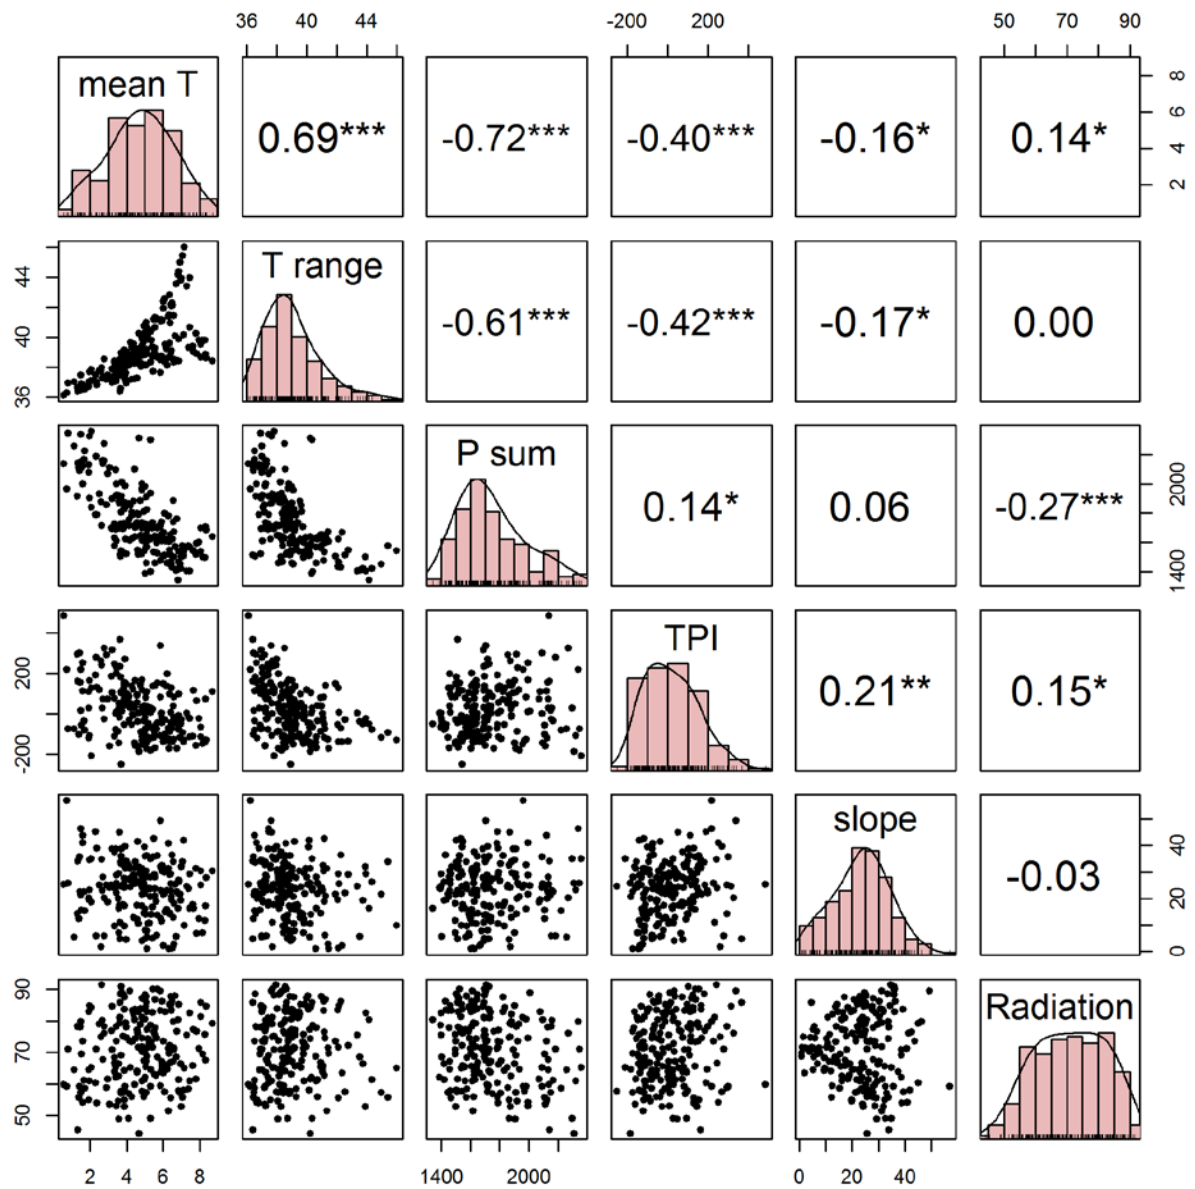 36 40 44 -200 200 50 70 90
mean T 0.69*** -0.72*** -0.40*** -0.16* 0.14* 2 4 6 8
36 40 44 T range -0.61*** -0.42*** -0.17* 0.00
P sum 0.14* 0.06 -0.27*** 1400 2000
-200 200 TPI 0.21** 0.15*
slope -0.03 0 20 40
50 70 90 Radiation
2 4 6 8 1400 2000 0 20 40